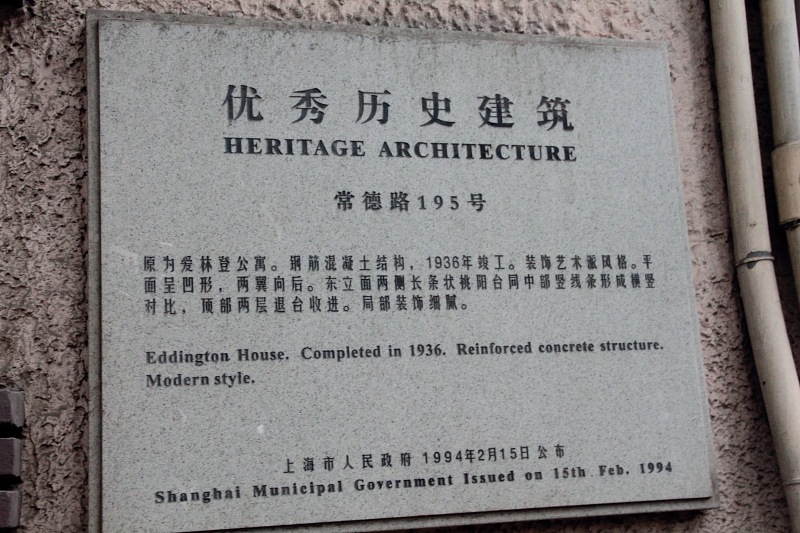 优秀历史建筑
HERITAGE ARCHITECTURE
常德路195号
原为爱林登公寓。钢筋混凝土结构，1936年竣工。装饰艺术派风格。平
面呈凹形，两翼向后。东立面两侧长条状桃阳台同中部竖线条形成横竖
对比，顶部两层退台收进。局部装饰细腻。
Eddington House. Completed in 1936. Reinforced concrete structure.
Modern style.
上海市人民政府 1994年2月15日公布
Shanghai Municipal Government Issued on 15th Feb. 1994